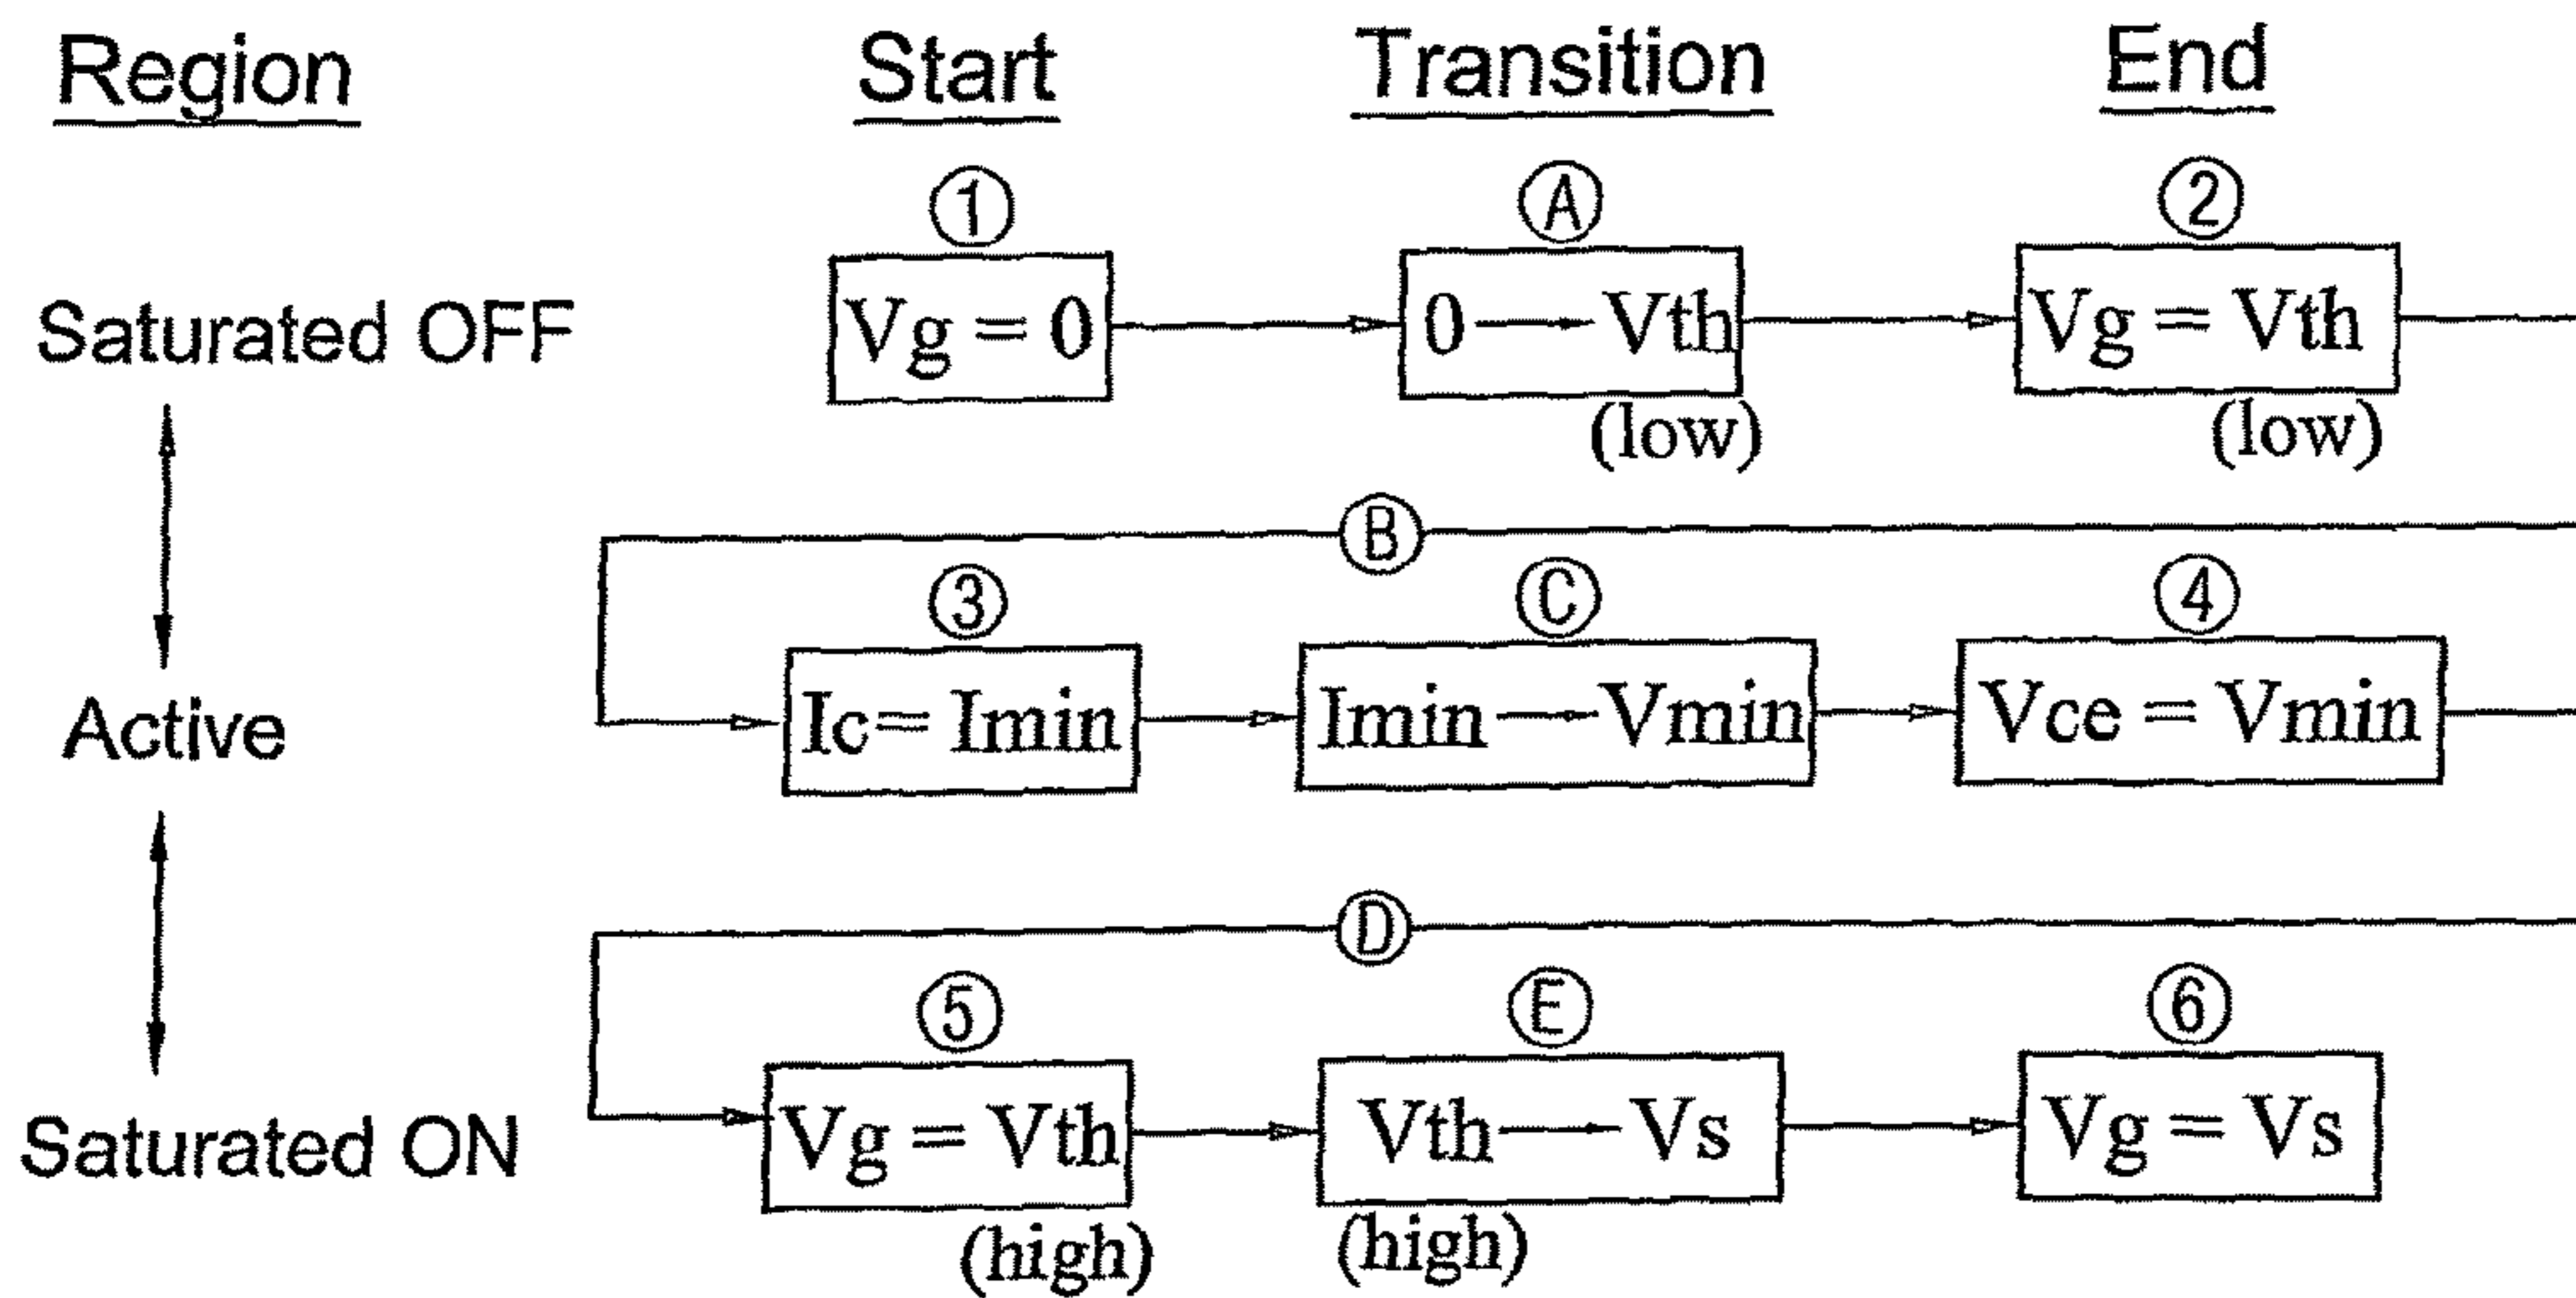 Region Start Transition End
① Ⓐ ②
Saturated OFF Vg = 0 0 → Vth Vg = Vth
(low) (low)
Ⓑ
③ Ⓒ ④
Active Ic = Imin Imin → Vmin Vce = Vmin
Ⓓ
⑤ Ⓔ ⑥
Saturated ON Vg = Vth Vth → Vs Vg = Vs
(high) (high)